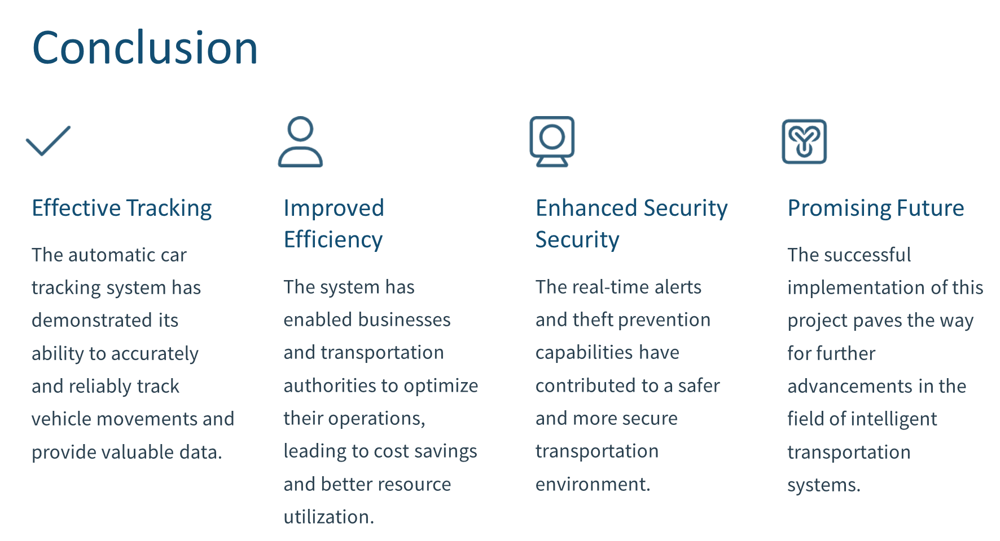 Conclusion
Effective Tracking
The automatic car
tracking system has
demonstrated its
ability to accurately
and reliably track
vehicle movements and
provide valuable data.
Improved
Efficiency
The system has
enabled businesses
and transportation
authorities to optimize
their operations,
leading to cost savings
and better resource
utilization.
Enhanced Security
Security
The real-time alerts
and theft prevention
capabilities have
contributed to a safer
and more secure
transportation
environment.
Promising Future
The successful
implementation of this
project paves the way
for further
advancements in the
field of intelligent
transportation
systems.